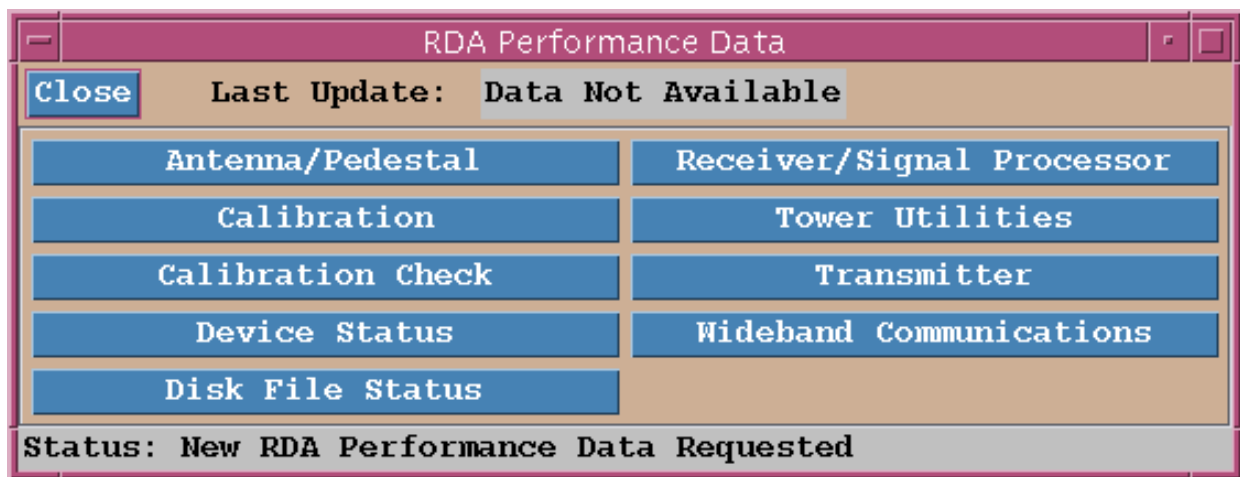 RDA Performance Data
Close Last Update: Data Not Available
Antenna/Pedestal Receiver/Signal Processor
Calibration Tower Utilities
Calibration Check Transmitter
Device Status Wideband Communications
Disk File Status
Status: New RDA Performance Data Requested